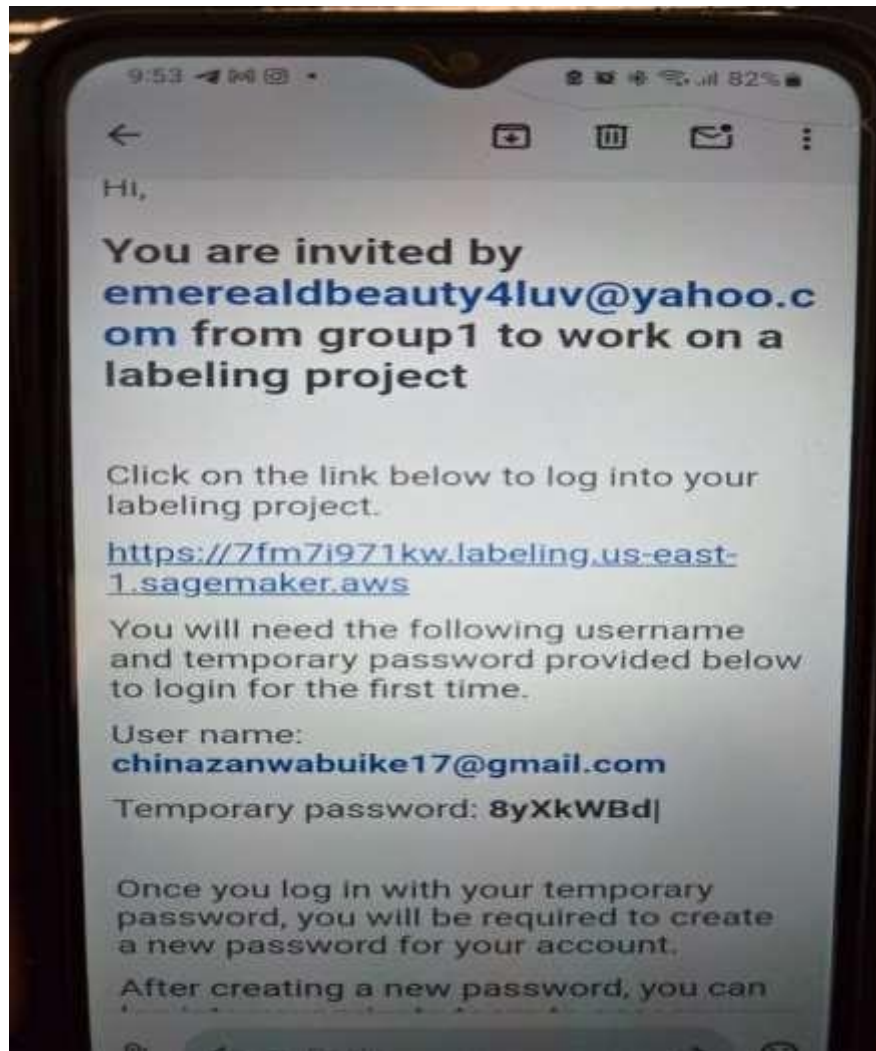 9:53 82%
Hi,
You are invited by
emerealdbeauty4luv@yahoo.c
om from group1 to work on a
labeling project
Click on the link below to log into your
labeling project.
https://7fm7i971kw.labeling.us-east-
1.sagemaker.aws
You will need the following username
and temporary password provided below
to login for the first time.
User name:
chinazanwabuike17@gmail.com
Temporary password: 8yXkWBd|
Once you log in with your temporary
password, you will be required to create
a new password for your account.
After creating a new password, you can